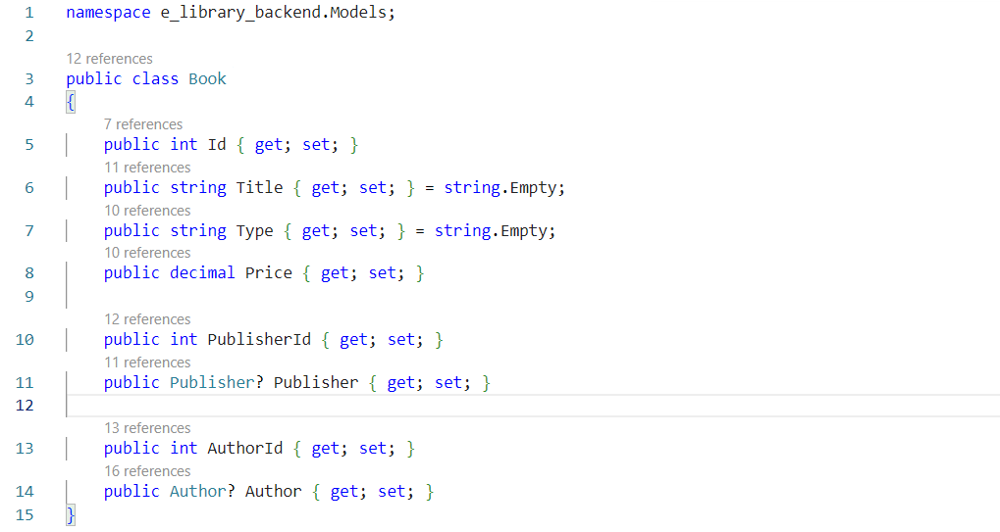 1 namespace e_library_backend.Models;
2
12 references
3 public class Book
4 {
7 references
5 public int Id { get; set; }
11 references
6 public string Title { get; set; } = string.Empty;
10 references
7 public string Type { get; set; } = string.Empty;
10 references
8 public decimal Price { get; set; }
9
12 references
10 public int PublisherId { get; set; }
11 references
11 public Publisher? Publisher { get; set; }
12
13 references
13 public int AuthorId { get; set; }
16 references
14 public Author? Author { get; set; }
15 }